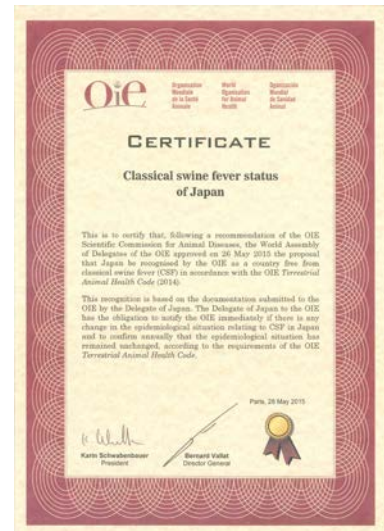 OiE
Organisation
Mondiale
de la Santé
Animale
World
Organisation
for Animal
Health
Organización
Mundial
de Sanidad
Animal
CERTIFICATE
Classical swine fever status
of Japan
This is to certify that, following a recommendation of the OIE
Scientific Commission for Animal Diseases, the World Assembly
of Delegates of the OIE approved on 26 May 2015 the proposal
that Japan be recognised by the OIE as a country free from
classical swine fever (CSF) in accordance with the OIE Terrestrial
Animal Health Code (2014).
This recognition is based on the documentation submitted to the
OIE by the Delegate of Japan. The Delegate of Japan to the OIE
has the obligation to notify the OIE immediately if there is any
change in the epidemiological situation relating to CSF in Japan
and to confirm annually that the epidemiological situation has
remained unchanged, according to the requirements of the OIE
Terrestrial Animal Health Code.
Paris, 28 May 2015
Karin Schwabenbauer
President
Bernard Vallat
Director General